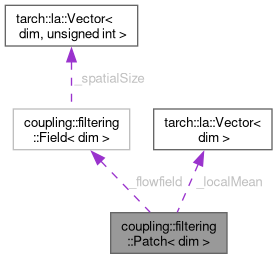 tarch::la::Vector<
dim, unsigned int >
_spatialSize
coupling::filtering
::Field< dim >
tarch::la::Vector<
dim >
_flowfield
_localMean
coupling::filtering
::Patch< dim >